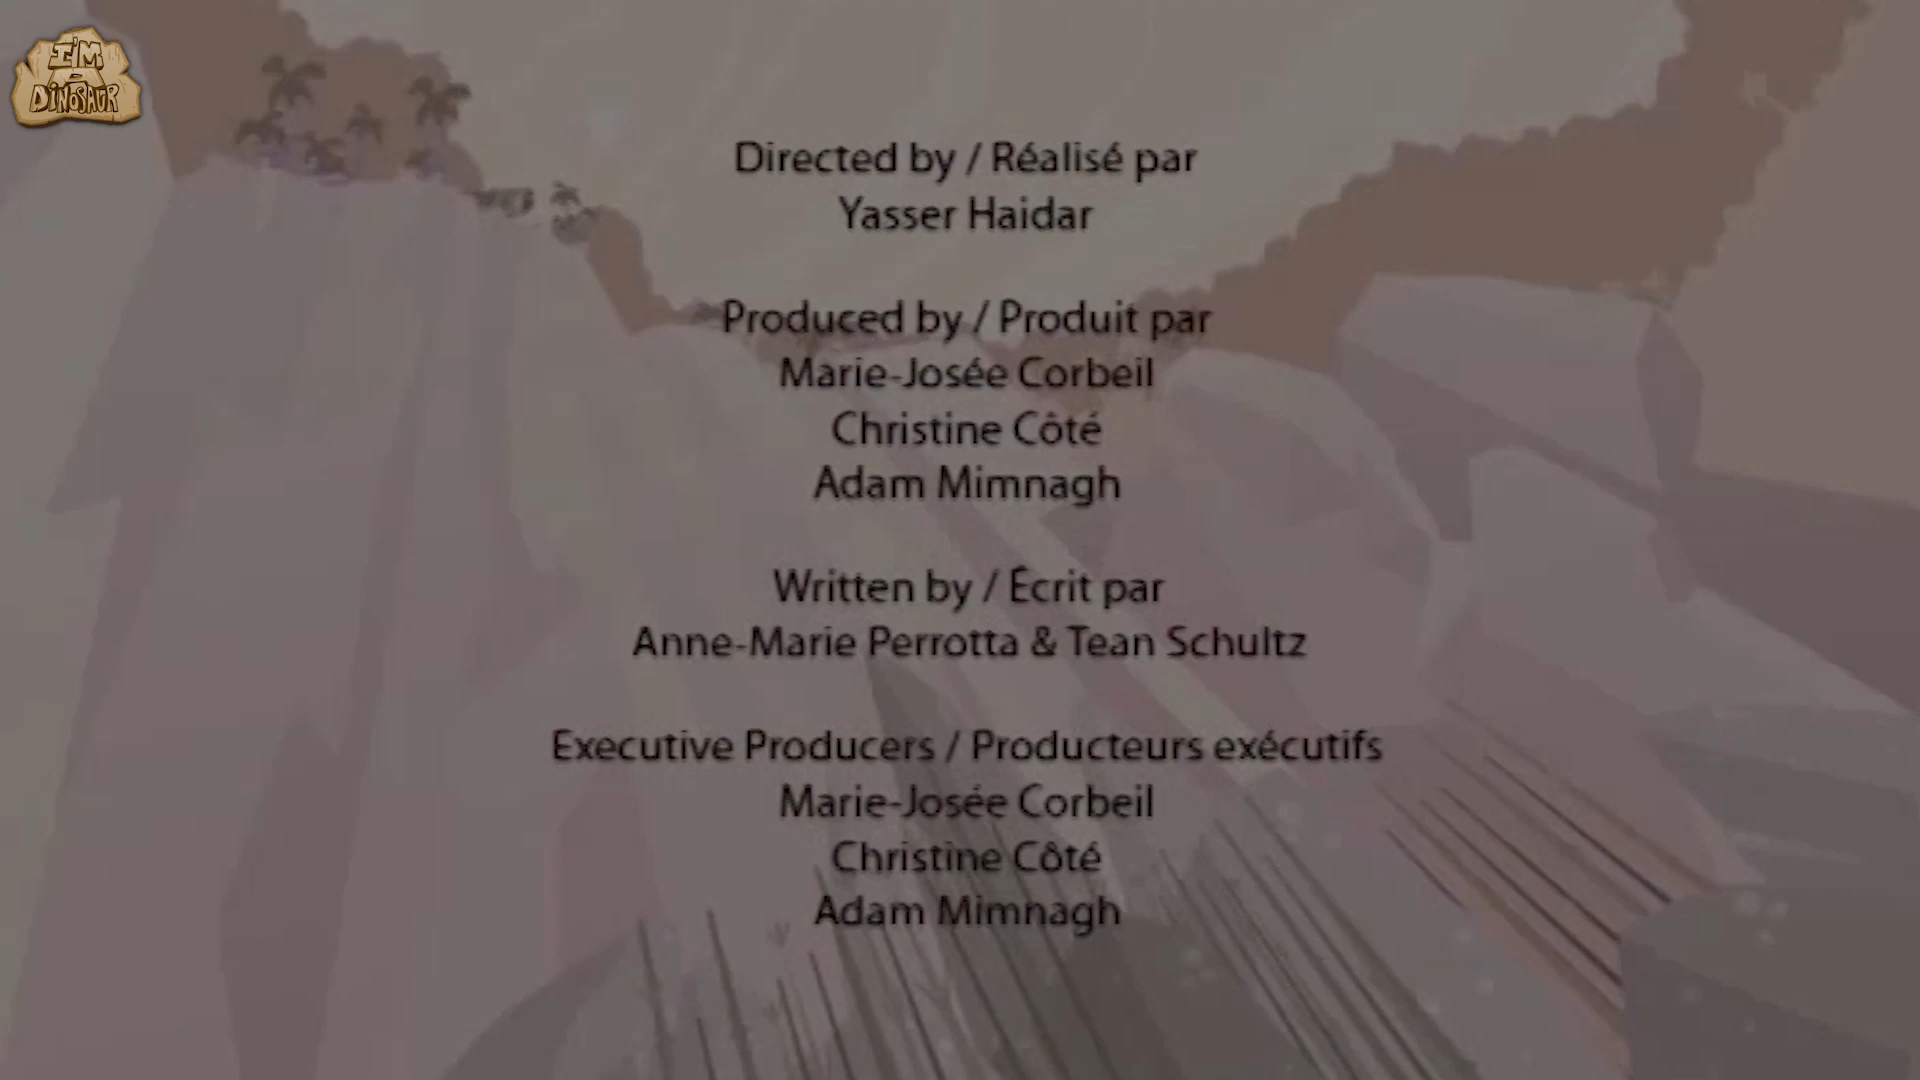 I'M
A
DINOSAUR
Directed by / Réalisé par
Yasser Haidar
Produced by / Produit par
Marie-Josée Corbeil
Christine Côté
Adam Mimnagh
Written by / Écrit par
Anne-Marie Perrotta & Tean Schultz
Executive Producers / Producteurs exécutifs
Marie-Josée Corbeil
Christine Côté
Adam Mimnagh